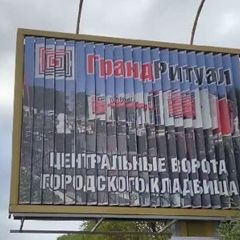 ГрандРитуал
ЦЕНТРАЛЬНЫЕ ВОРОТА
ГОРОДСКОГО КЛАДБИЩА